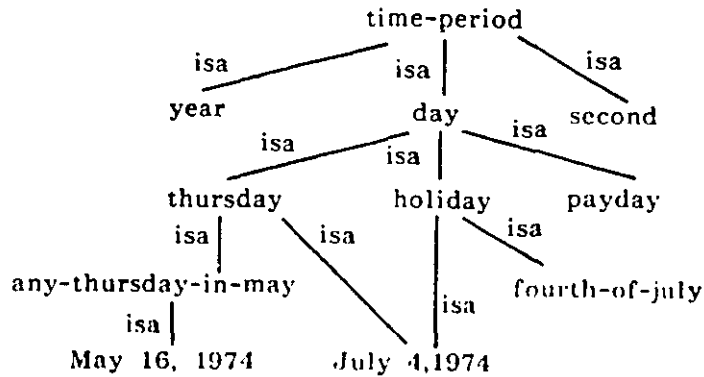 time-period
isa isa isa
year day second
isa isa isa
thursday holiday payday
isa isa isa
any-thursday-in-may fourth-of-july
isa isa
May 16, 1974 July 4,1974